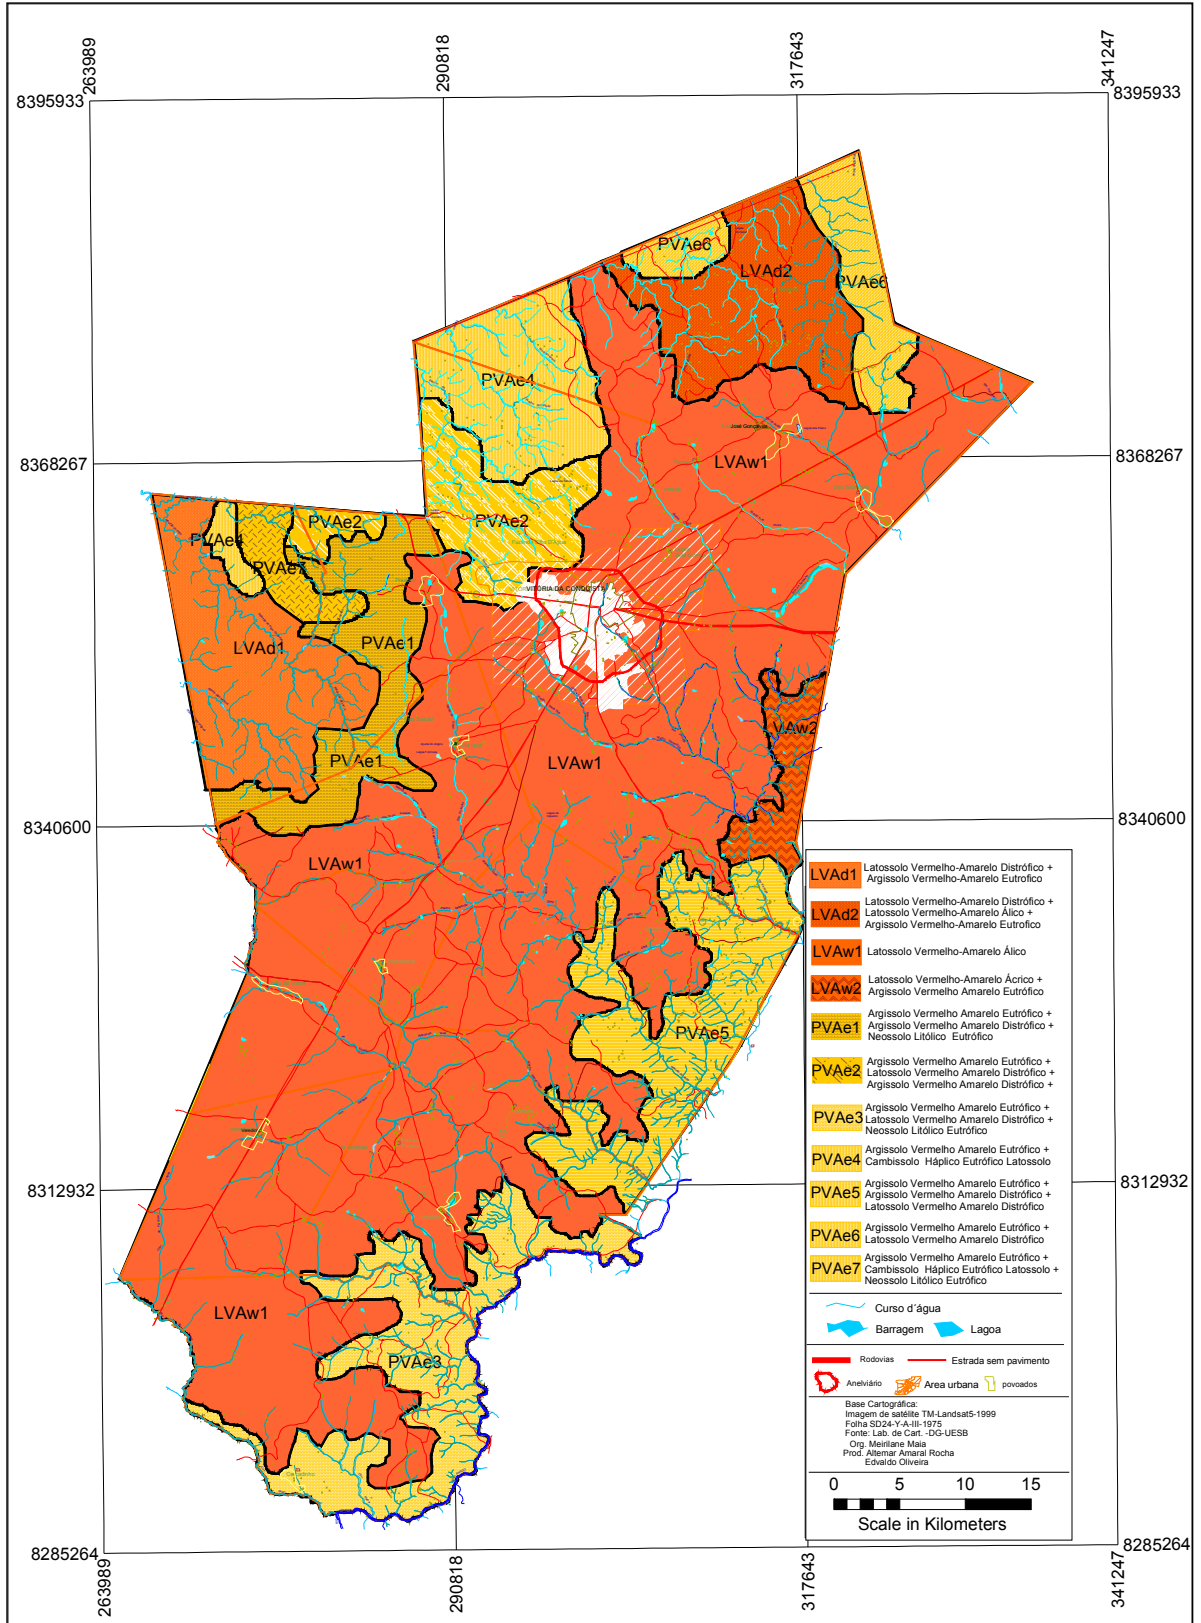 263989
290818
317643
341247
8395933
8395933
PVAe6
LVAd2
PVAe6
PVAe4
José Gonçalves
8368267
LVAw1
8368267
PVAe2
PVAe2
PVAe4
PVAe7
VITÓRIA DA CONQUISTA
PVAe1
LVAd1
VAw2
PVAe1
LVAw1
8340600
8340600
LVAw1
PVAe5
8312932
8312932
LVAw1
PVAe3
LVAd1
Latossolo Vermelho-Amarelo Distrófico +
Argissolo Vermelho-Amarelo Eutrofico
LVAd2
Latossolo Vermelho-Amarelo Distrófico +
Latossolo Vermelho-Amarelo Álico +
Argissolo Vermelho-Amarelo Eutrofico
LVAw1
Latossolo Vermelho-Amarelo Álico
LVAw2
Latossolo Vermelho-Amarelo Ácrico +
Argissolo Vermelho Amarelo Eutrófico
PVAe1
Argissolo Vermelho Amarelo Eutrófico +
Argissolo Vermelho Amarelo Distrófico +
Neossolo Litólico Eutrófico
PVAe2
Argissolo Vermelho Amarelo Eutrófico +
Latossolo Vermelho Amarelo Distrófico +
Argissolo Vermelho Amarelo Distrófico +
PVAe3
Argissolo Vermelho Amarelo Eutrófico +
Latossolo Vermelho Amarelo Distrófico +
Neossolo Litólico Eutrófico
PVAe4
Argissolo Vermelho Amarelo Eutrófico +
Cambissolo Háplico Eutrófico Latossolo
PVAe5
Argissolo Vermelho Amarelo Eutrófico +
Argissolo Vermelho Amarelo Distrófico +
Latossolo Vermelho Amarelo Distrófico
PVAe6
Argissolo Vermelho Amarelo Eutrófico +
Latossolo Vermelho Amarelo Distrófico
PVAe7
Argissolo Vermelho Amarelo Eutrófico +
Cambissolo Háplico Eutrófico Latossolo +
Neossolo Litólico Eutrófico
Curso d´água
Barragem
Lagoa
Rodovias
Estrada sem pavimento
Anelviário
Area urbana
povoados
Base Cartográfica:
Imagem de satélite TM-Landsat5-1999
Folha SD24-Y-A-III-1975
Fonte: Lab. de Cart. -DG-UESB
Org. Meirilane Maia
Prod. Altemar Amaral Rocha
Edvaldo Oliveira
0 5 10 15
Scale in Kilometers
8285264
8285264
263989
290818
317643
341247